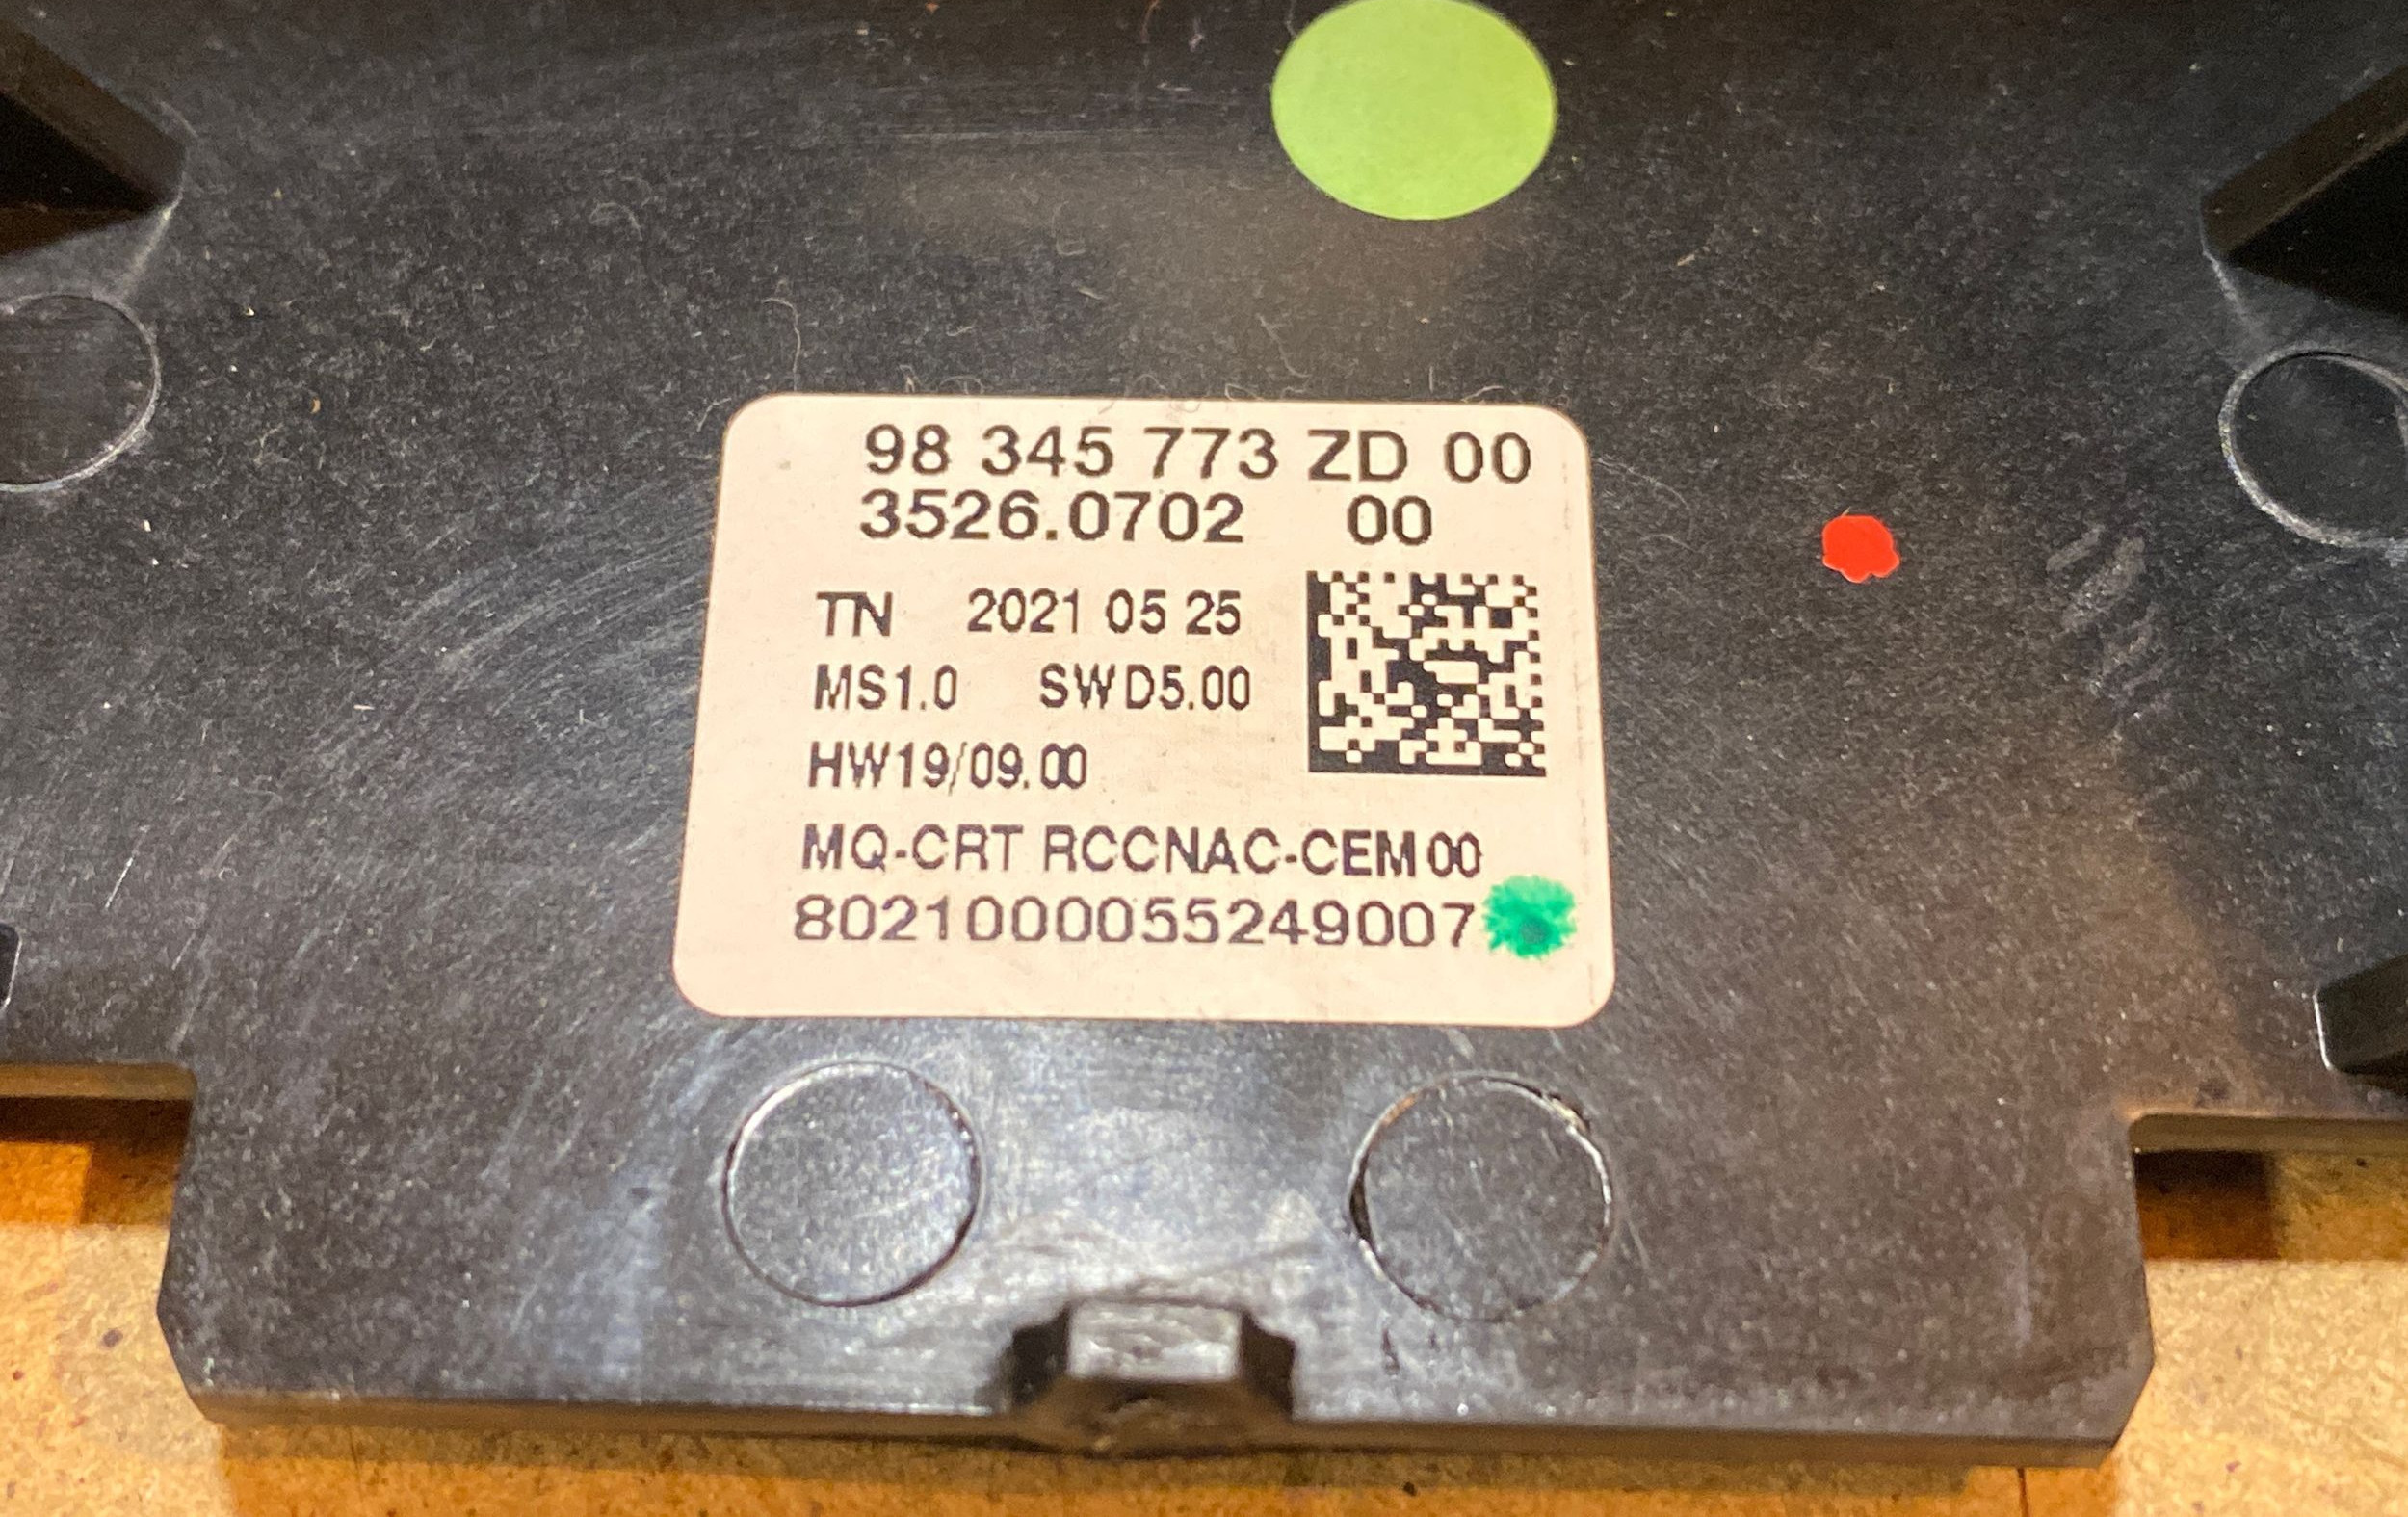 98 345 773 ZD 00
3526.0702 00
TN 2021 05 25
MS1.0 SWD5.00
HW19/09.00
MQ-CRT RCCNAC-CEM00
8021000055249007